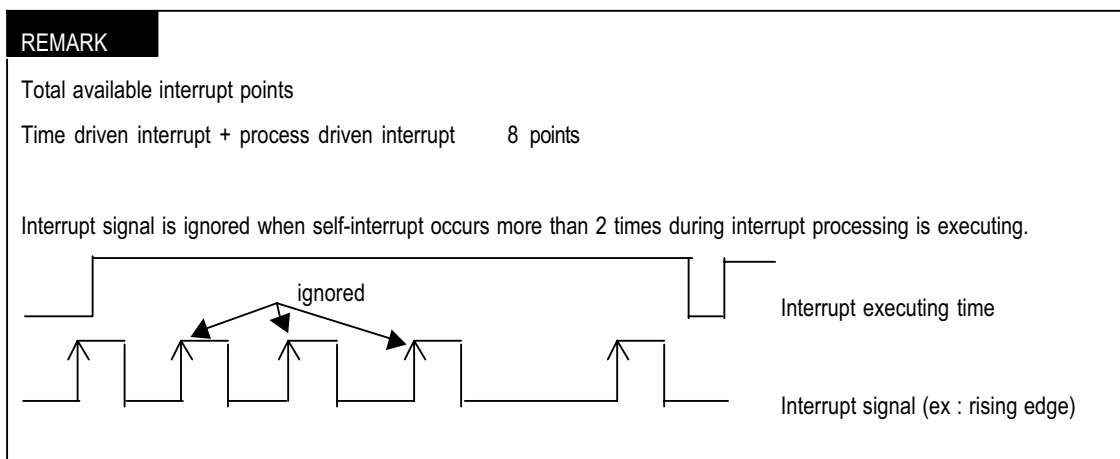 REMARK
Total available interrupt points
Time driven interrupt + process driven interrupt 8 points
Interrupt signal is ignored when self-interrupt occurs more than 2 times during interrupt processing is executing.
ignored
Interrupt executing time
Interrupt signal (ex : rising edge)